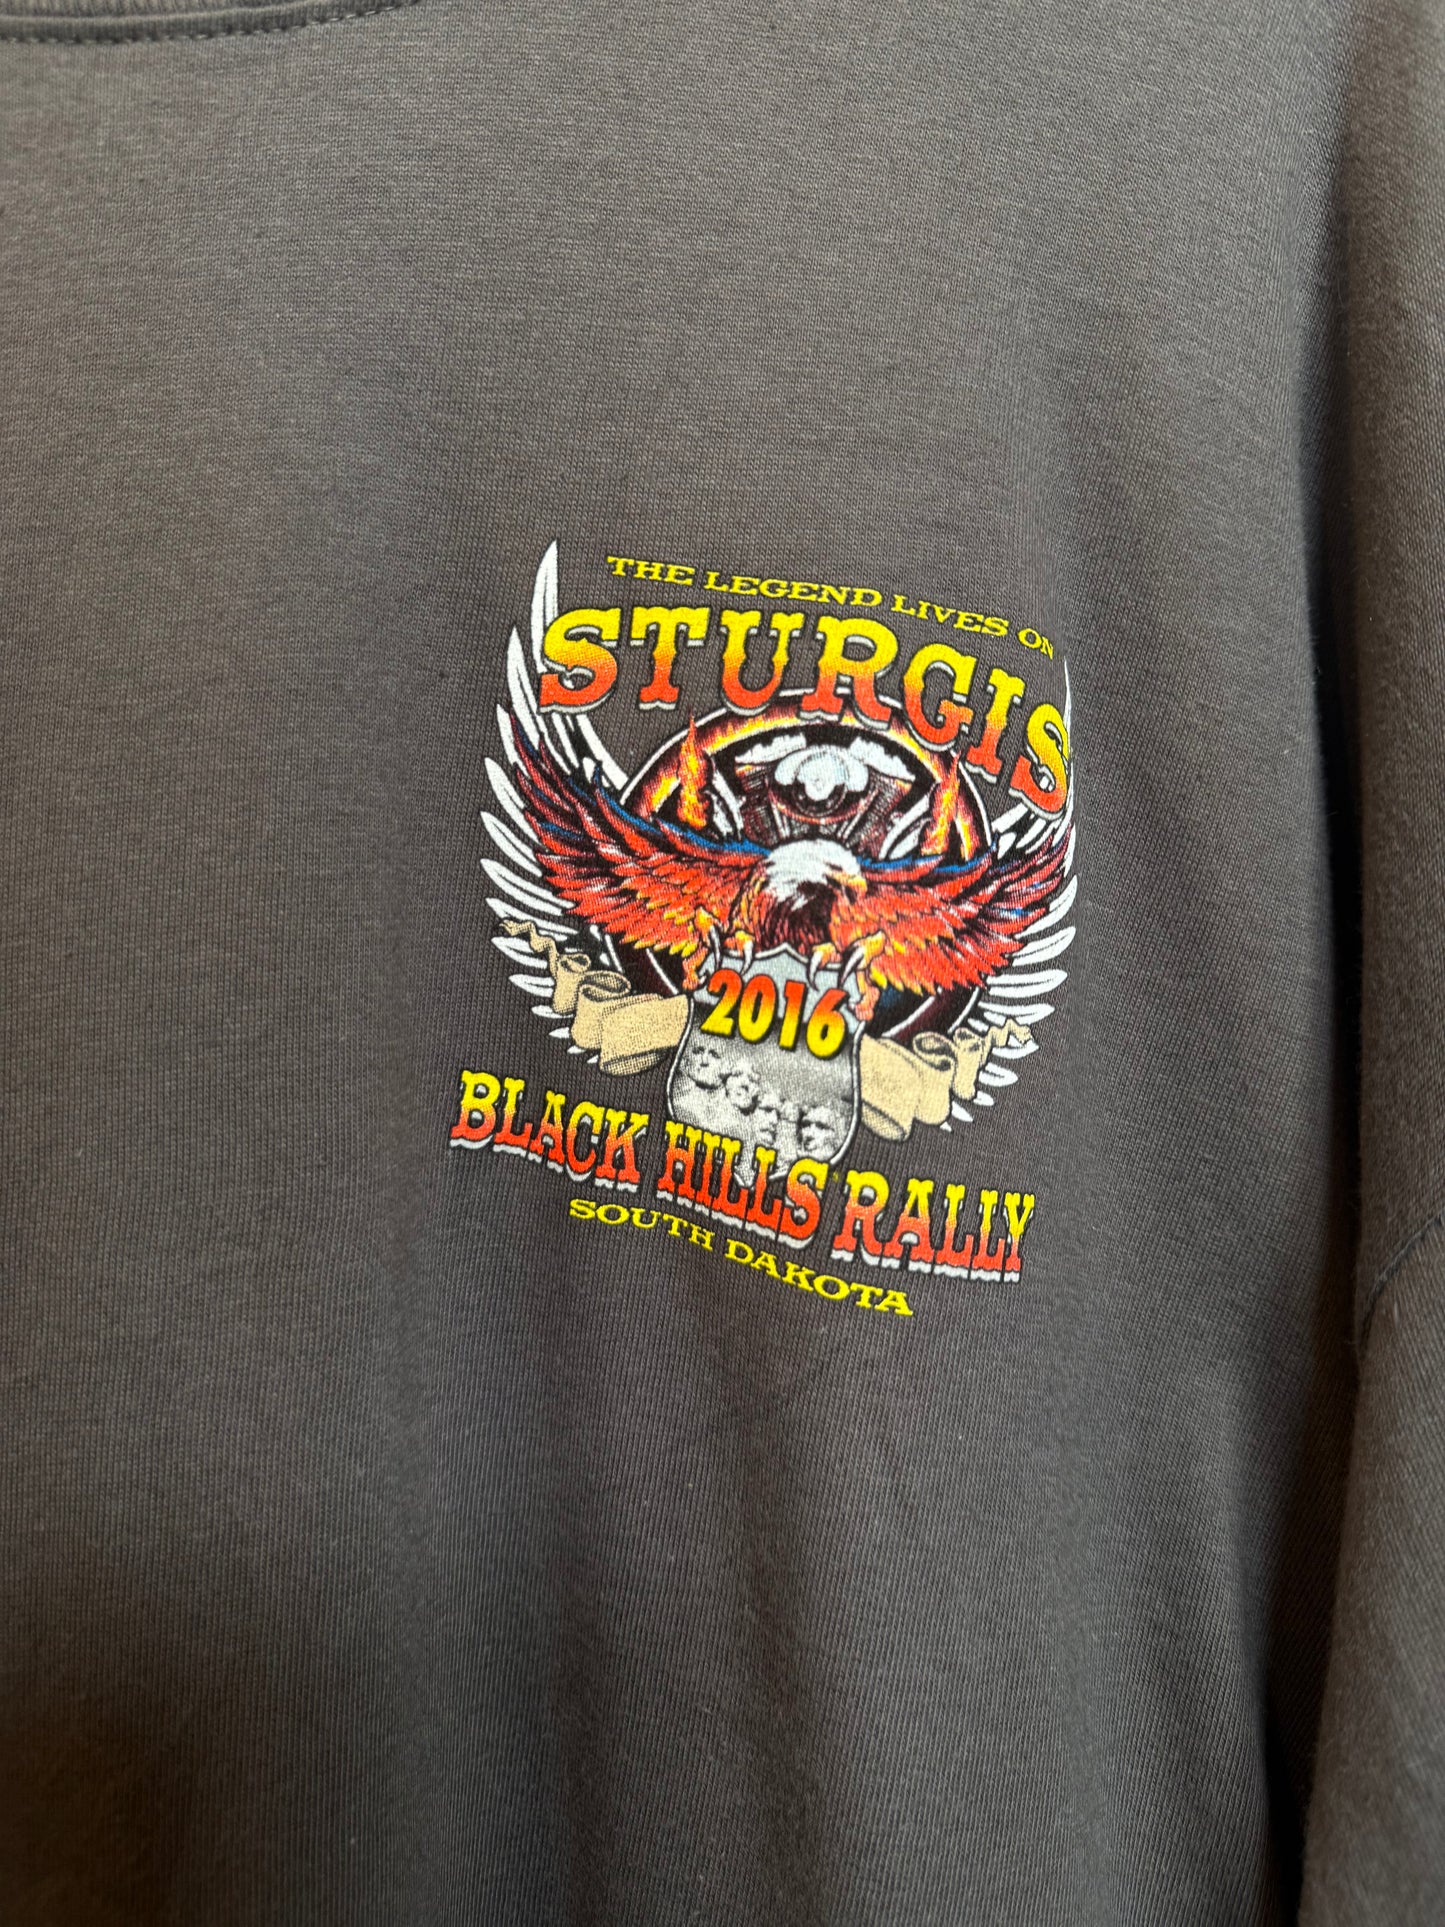 THE LEGEND LIVES ON
STURGIS
2016
BLACK HILLS RALLY
SOUTH DAKOTA